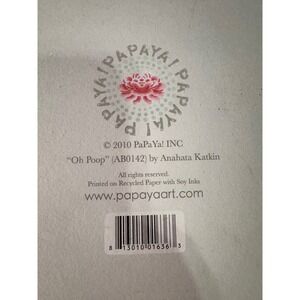 PAPAYA! PAPAYA! PAPAYA!
© 2010 PaPaYa! INC
“Oh Poop” (AB0142) by Anahata Katkin
All rights reserved.
Printed on Recycled Paper with Soy Inks
www.papayaart.com
8 13010 01636 3